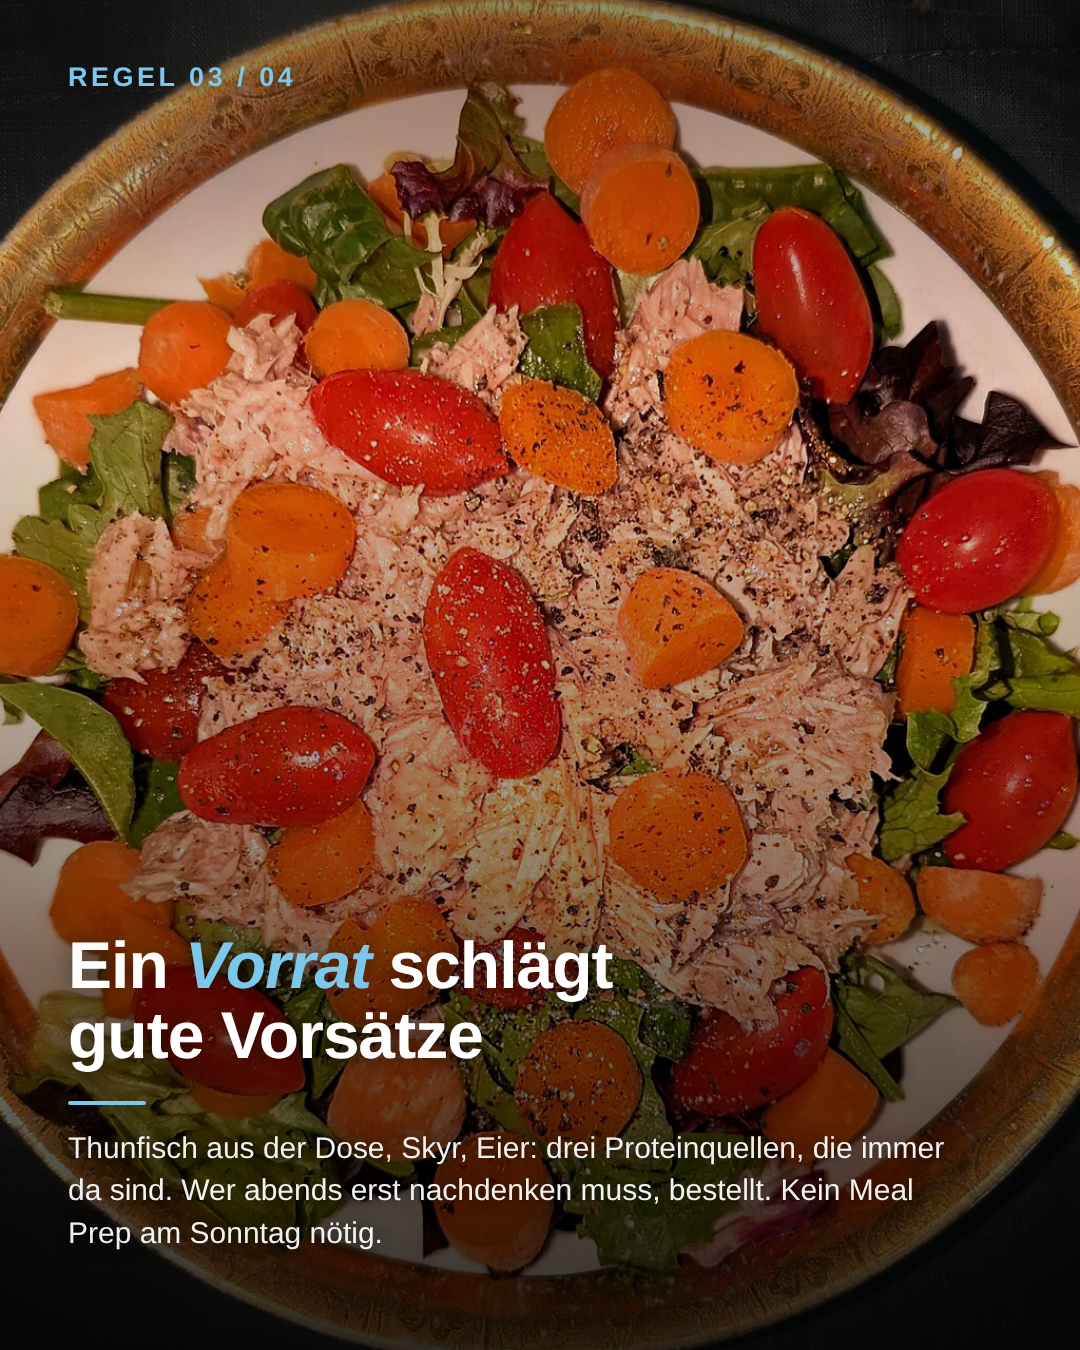 REGEL 03 / 04
Ein Vorrat schlägt
gute Vorsätze
Thunfisch aus der Dose, Skyr, Eier: drei Proteinquellen, die immer
da sind. Wer abends erst nachdenken muss, bestellt. Kein Meal
Prep am Sonntag nötig.